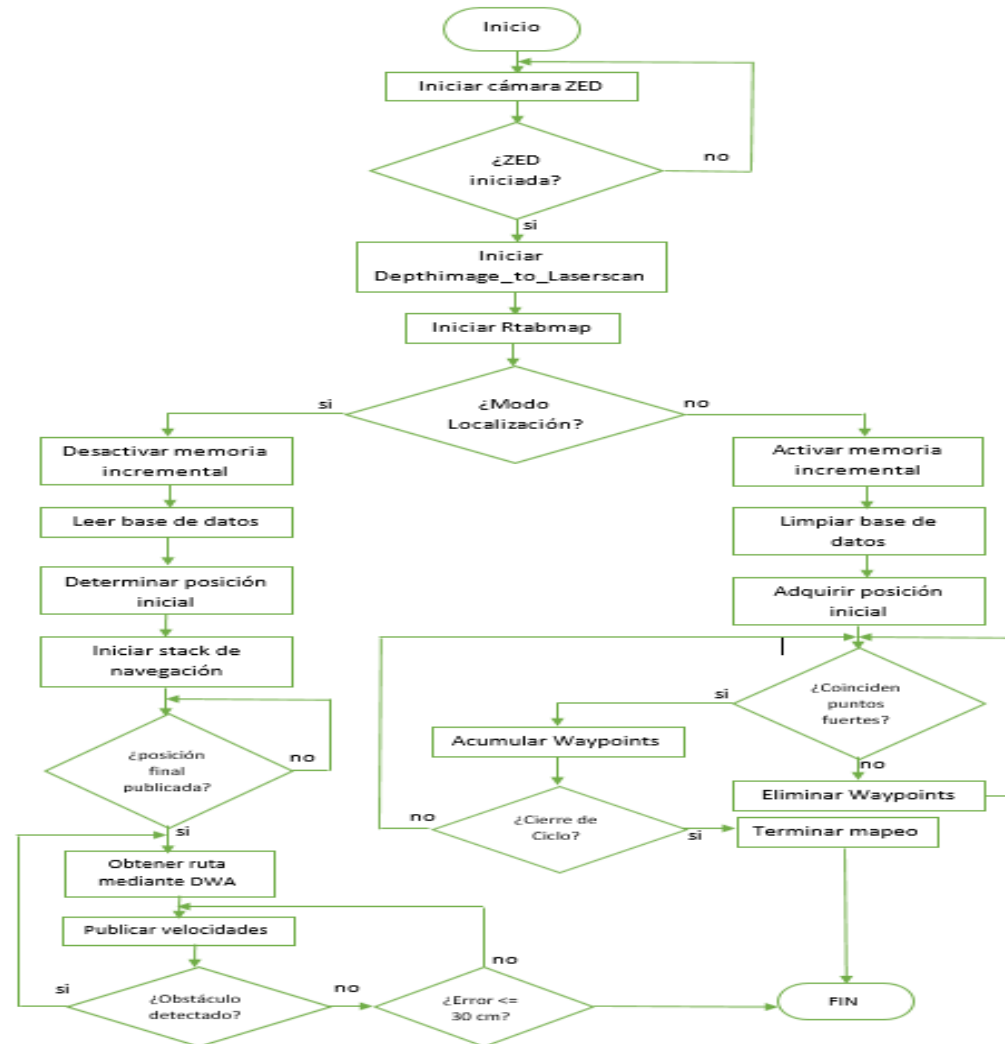 Inicio
Iniciar cámara ZED
¿ZED
iniciada?
no
si
Iniciar
Depthimage_to_Laserscan
Iniciar Rtabmap
¿Modo
Localización?
si
no
Desactivar memoria
incremental
Leer base de datos
Determinar posición
inicial
Iniciar stack de
navegación
¿posición
final
publicada?
no
si
Obtener ruta
mediante DWA
Publicar velocidades
¿Obstáculo
detectado?
si
no
¿Error <=
30 cm?
no
Activar memoria
incremental
Limpiar base de
datos
Adquirir posición
inicial
¿Coinciden
puntos
fuertes?
si
no
Acumular Waypoints
Eliminar Waypoints
¿Cierre de
Ciclo?
no
si
Terminar mapeo
FIN